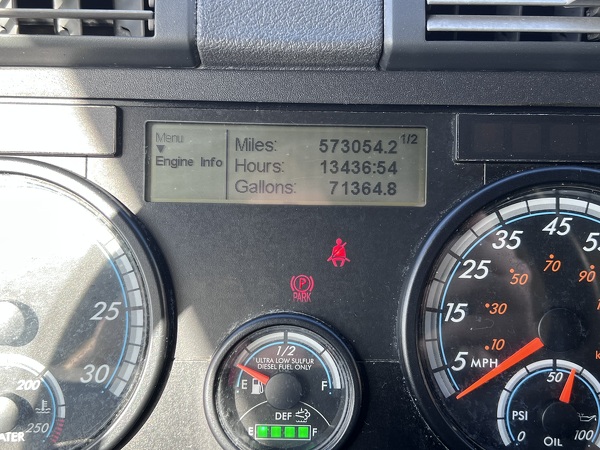 Menu
Engine Info
Miles: 573054.2 1/2
Hours: 13436:54
Gallons: 71364.8
PARK
25
30
200
250
WATER
1/2
ULTRA LOW SULFUR
DIESEL FUEL ONLY
E F
DEF
E F
5
15
25
35
45
55
MPH
10
30
50
70
90
PSI
0
50
100
OIL